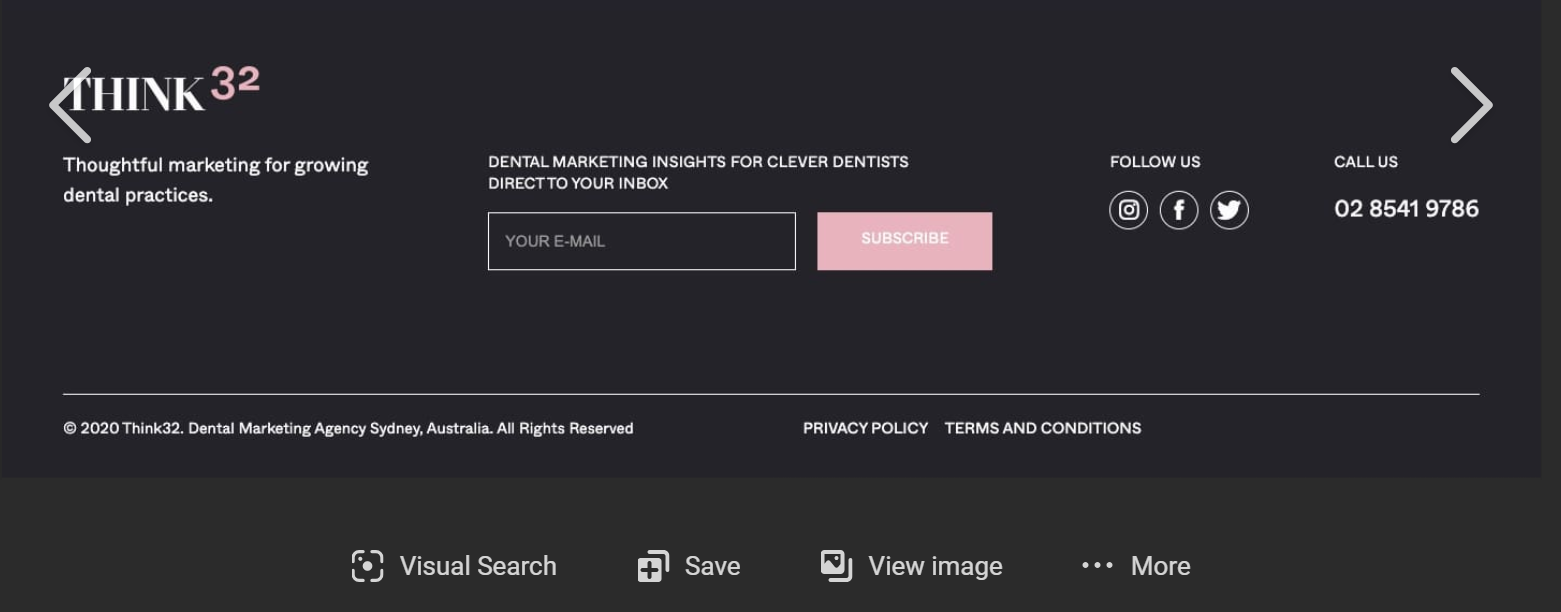 THINK 32
Thoughtful marketing for growing
dental practices.
DENTAL MARKETING INSIGHTS FOR CLEVER DENTISTS
DIRECT TO YOUR INBOX
YOUR E-MAIL
SUBSCRIBE
FOLLOW US
CALL US
02 8541 9786
© 2020 Think32. Dental Marketing Agency Sydney, Australia. All Rights Reserved
PRIVACY POLICY
TERMS AND CONDITIONS
Visual Search
Save
View image
More